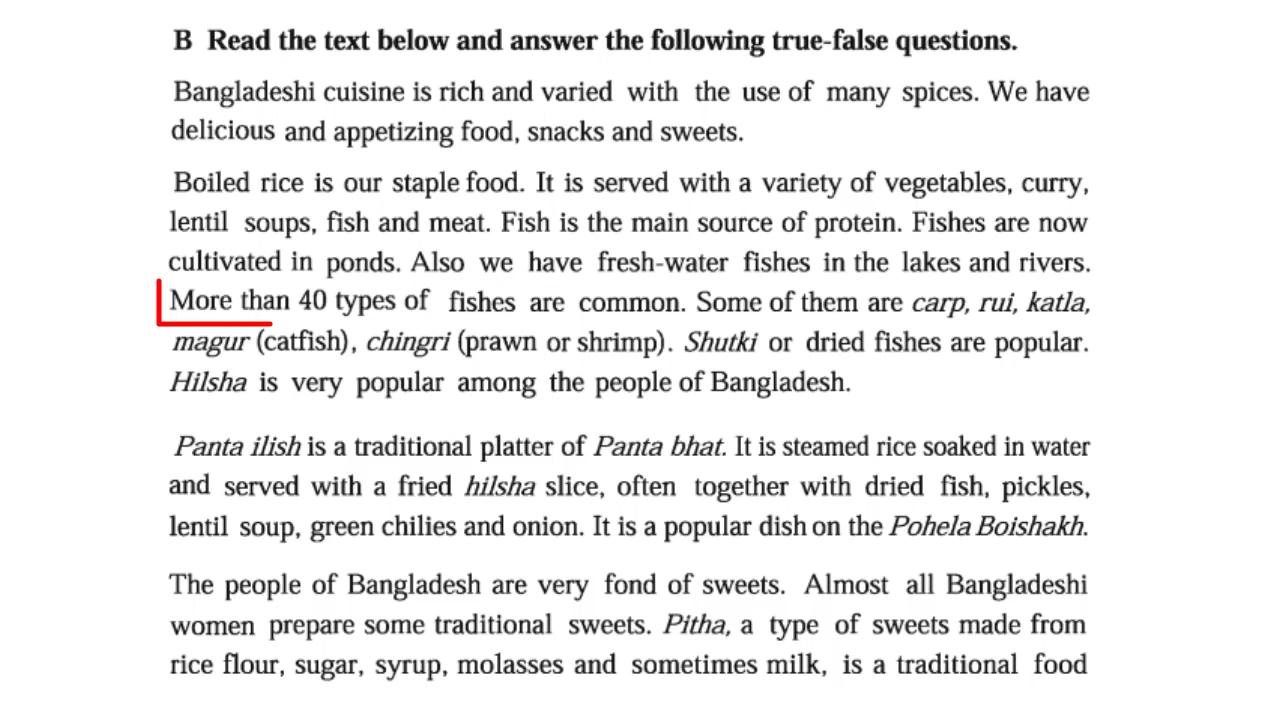 B Read the text below and answer the following true-false questions.
Bangladeshi cuisine is rich and varied with the use of many spices. We have
delicious and appetizing food, snacks and sweets.
Boiled rice is our staple food. It is served with a variety of vegetables, curry,
lentil soups, fish and meat. Fish is the main source of protein. Fishes are now
cultivated in ponds. Also we have fresh-water fishes in the lakes and rivers.
More than 40 types of fishes are common. Some of them are carp, rui, katla,
magur (catfish), chingri (prawn or shrimp). Shutki or dried fishes are popular.
Hilsha is very popular among the people of Bangladesh.
Panta ilish is a traditional platter of Panta bhat. It is steamed rice soaked in water
and served with a fried hilsha slice, often together with dried fish, pickles,
lentil soup, green chilies and onion. It is a popular dish on the Pohela Boishakh.
The people of Bangladesh are very fond of sweets. Almost all Bangladeshi
women prepare some traditional sweets. Pitha, a type of sweets made from
rice flour, sugar, syrup, molasses and sometimes milk, is a traditional food